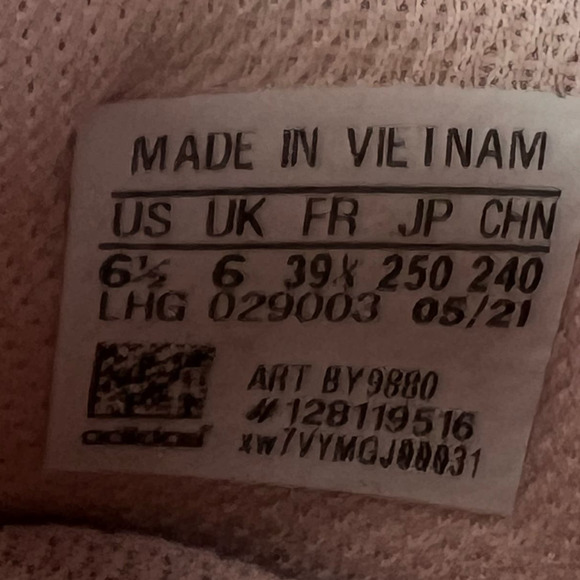 MADE IN VIETNAM
US UK FR JP CHN
6½ 6 39⅓ 250 240
LHG 029003 05/21
ART BY9880
#128119516
adidas